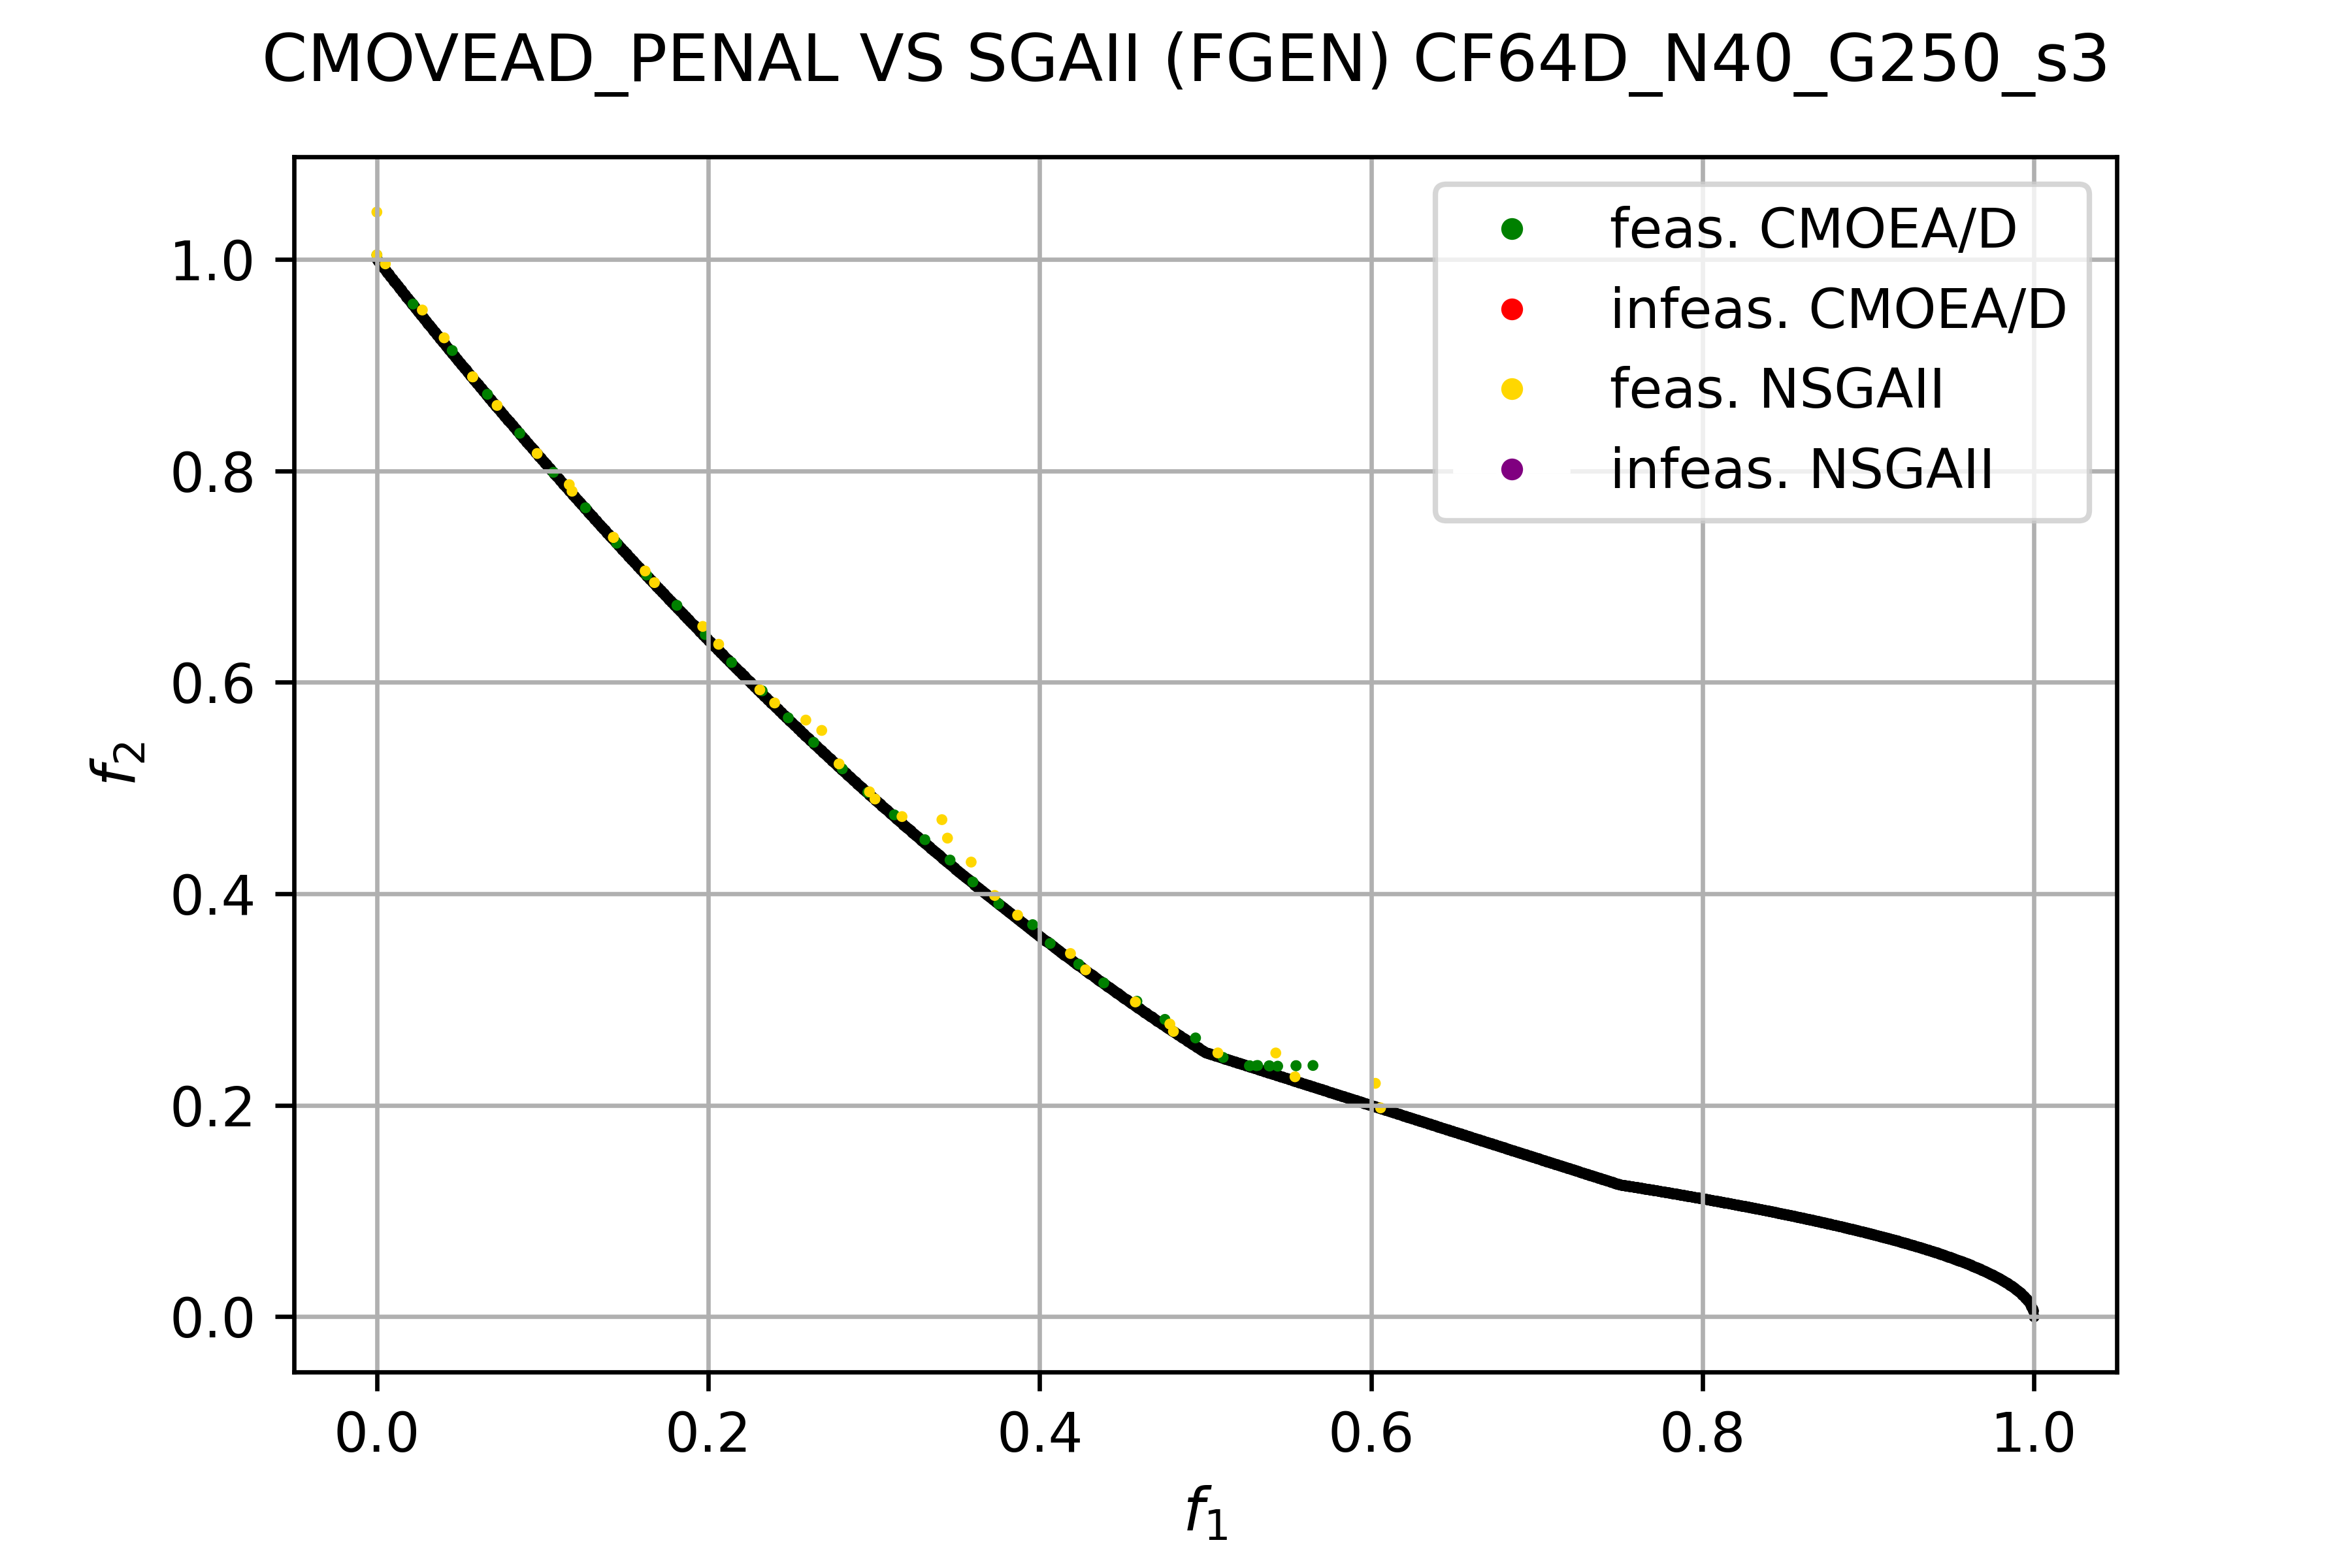 CMOVEAD_PENAL VS SGAII (FGEN) CF64D_N40_G250_s3
feas. CMOEA/D
infeas. CMOEA/D
feas. NSGAII
infeas. NSGAII
1.0
0.8
0.6
0.4
0.2
0.0
f2
0.0 0.2 0.4 0.6 0.8 1.0
f1